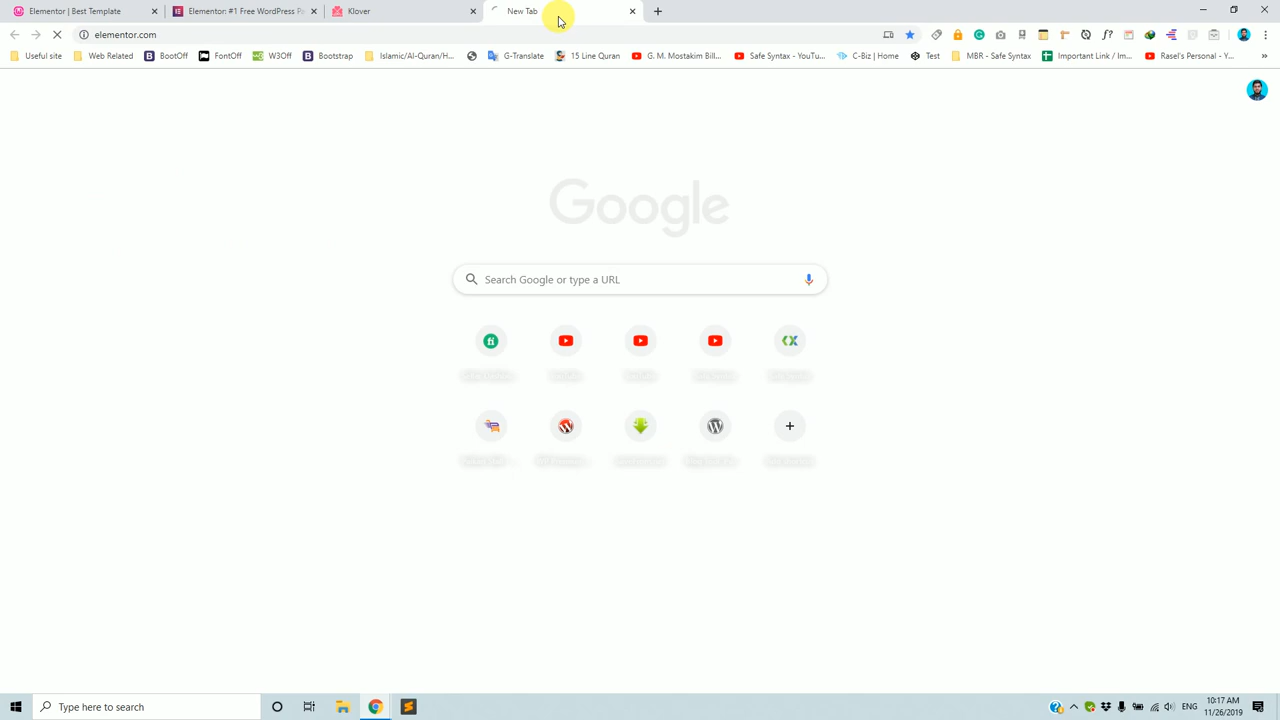 Elementor | Best Template
Elementor: #1 Free WordPress Pa
Klover
New Tab
elementor.com
Useful site
Web Related
BootOff
FontOff
W3Off
Bootstrap
Islamic/Al-Quran/H...
G-Translate
15 Line Quran
G. M. Mostakim Bill...
Safe Syntax - YouTu...
C-Biz | Home
Test
MBR - Safe Syntax
Important Link / Im...
Rasel's Personal - Y...
Google
Search Google or type a URL
Type here to search
ENG
10:17 AM
11/26/2019